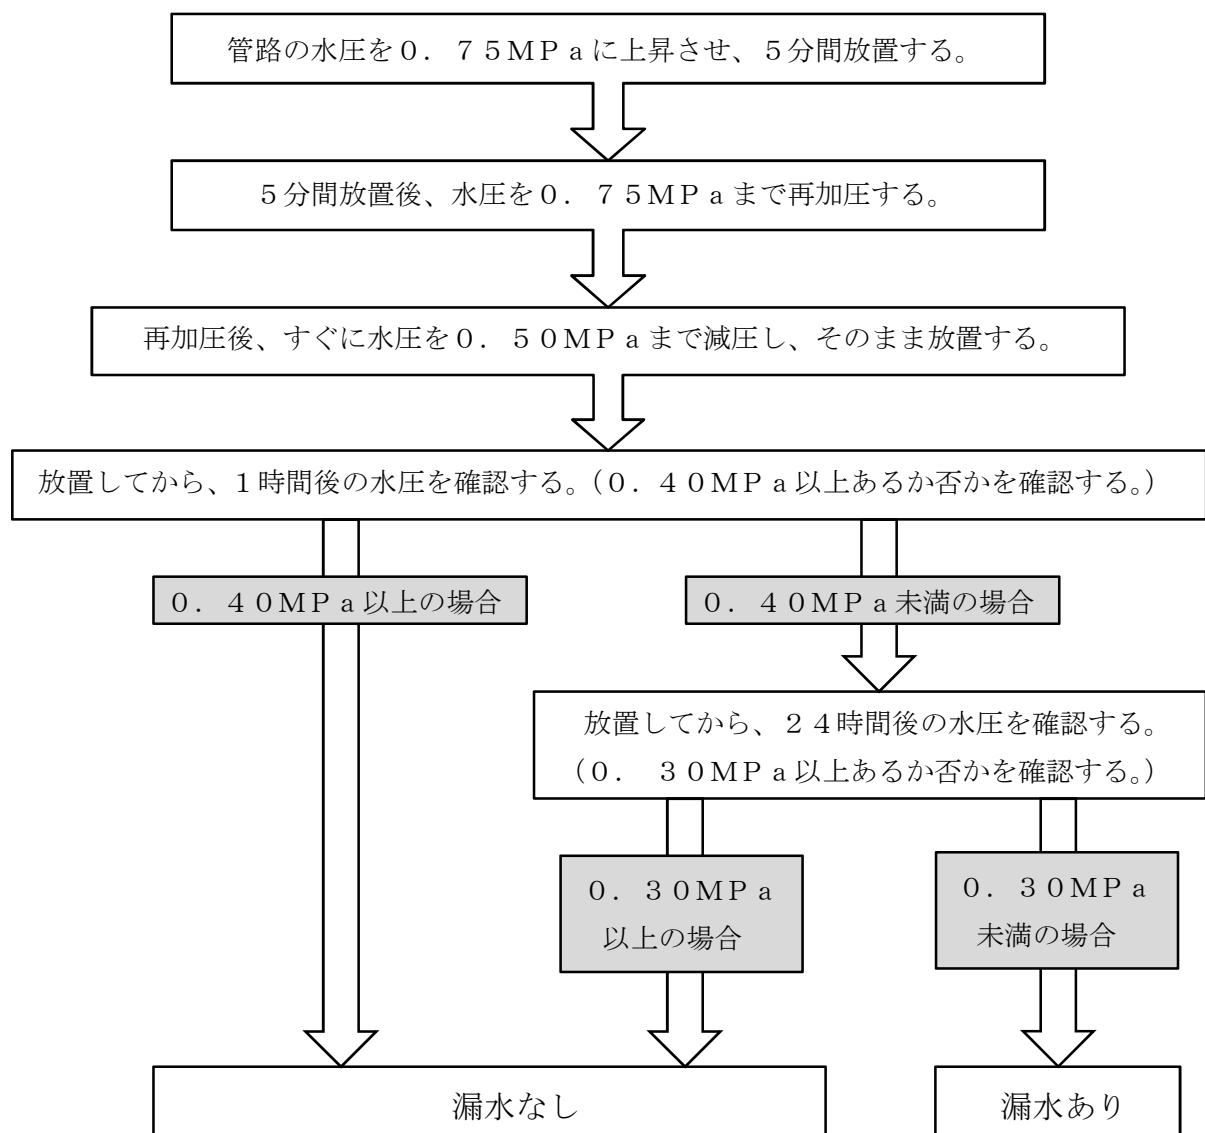 管路の水圧を０．７５ＭＰａに上昇させ、５分間放置する。
５分間放置後、水圧を０．７５ＭＰａまで再加圧する。
再加圧後、すぐに水圧を０．５０ＭＰａまで減圧し、そのまま放置する。
放置してから、１時間後の水圧を確認する。（０．４０ＭＰａ以上あるか否かを確認する。）
０．４０ＭＰａ以上の場合
０．４０ＭＰａ未満の場合
放置してから、２４時間後の水圧を確認する。
（０．３０ＭＰａ以上あるか否かを確認する。）
０．３０ＭＰａ
以上の場合
０．３０ＭＰａ
未満の場合
漏水なし
漏水あり